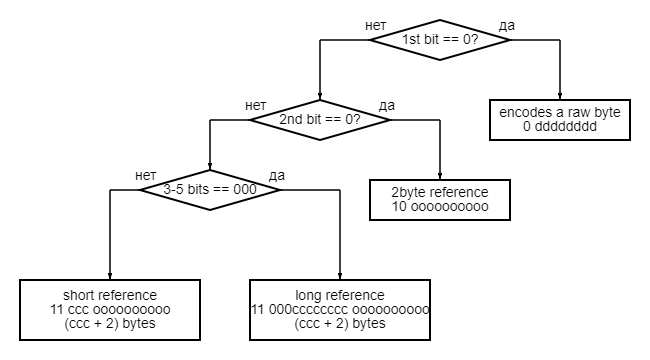 нет
да
1st bit == 0?
нет
да
2nd bit == 0?
encodes a raw byte
0 dddddddd
нет
да
3-5 bits == 000
2byte reference
10 oooooooooo
short reference
11 ccc oooooooooo
(ccc + 2) bytes
long reference
11 000cccccccc oooooooooo
(ccc + 2) bytes